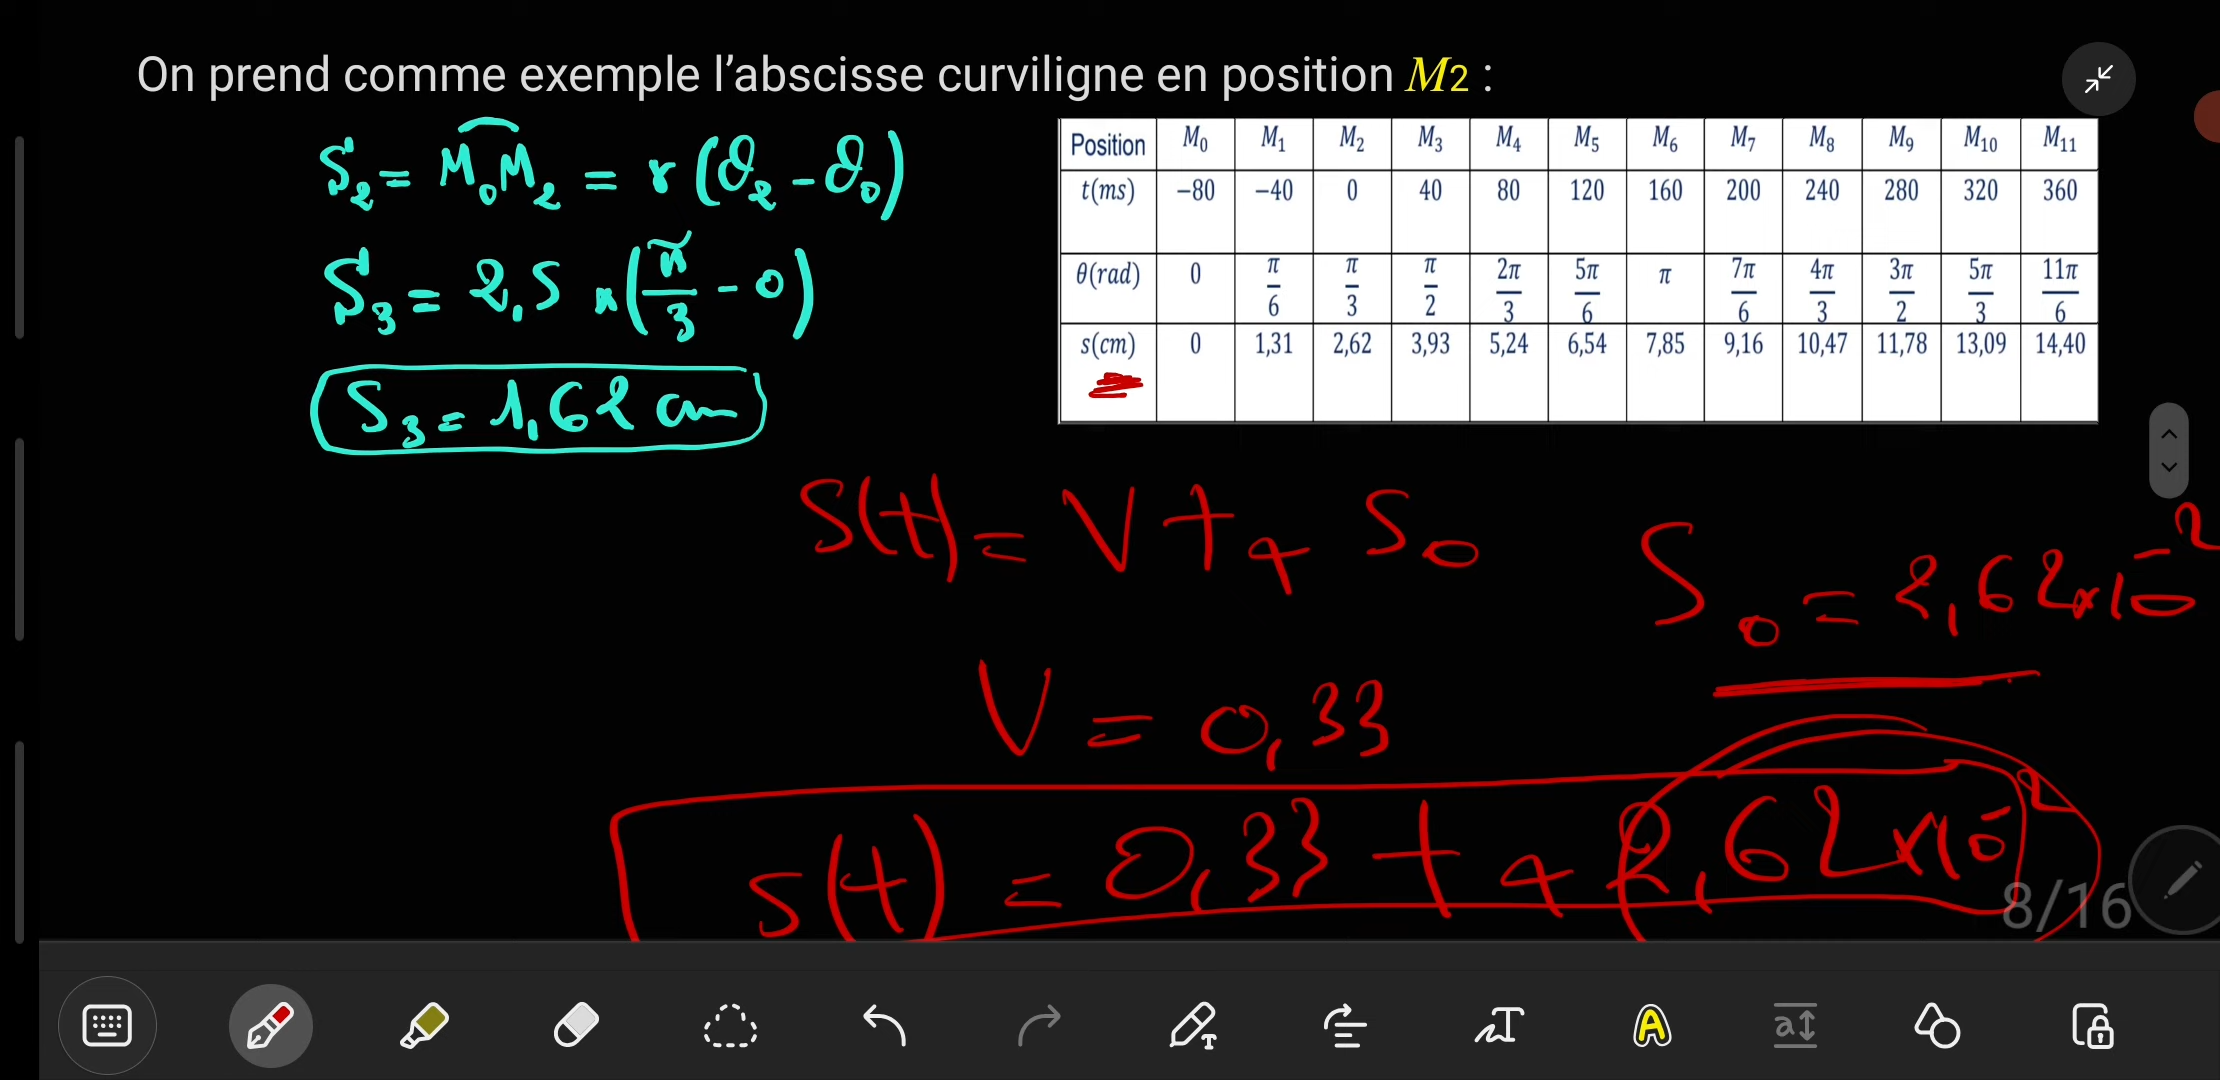 On prend comme exemple l’abscisse curviligne en position M2 :
S₂ = M₀M₂ = r (θ₂ - θ₀)
S₃ = 2,5 × (π/3 - 0)
S₃ = 1,62 cm
Position M₀ M₁ M₂ M₃ M₄ M₅ M₆ M₇ M₈ M₉ M₁₀ M₁₁
t(ms) −80 −40 0 40 80 120 160 200 240 280 320 360
θ(rad) 0 π/6 π/3 π/2 2π/3 5π/6 π 7π/6 4π/3 3π/2 5π/3 11π/6
s(cm) 0 1,31 2,62 3,93 5,24 6,54 7,85 9,16 10,47 11,78 13,09 14,40
S(t) = V t + S₀
S₀ = 2,62×10⁻²
V = 0,33
s(t) = 0,33 t + 2,62×10⁻²
8/16